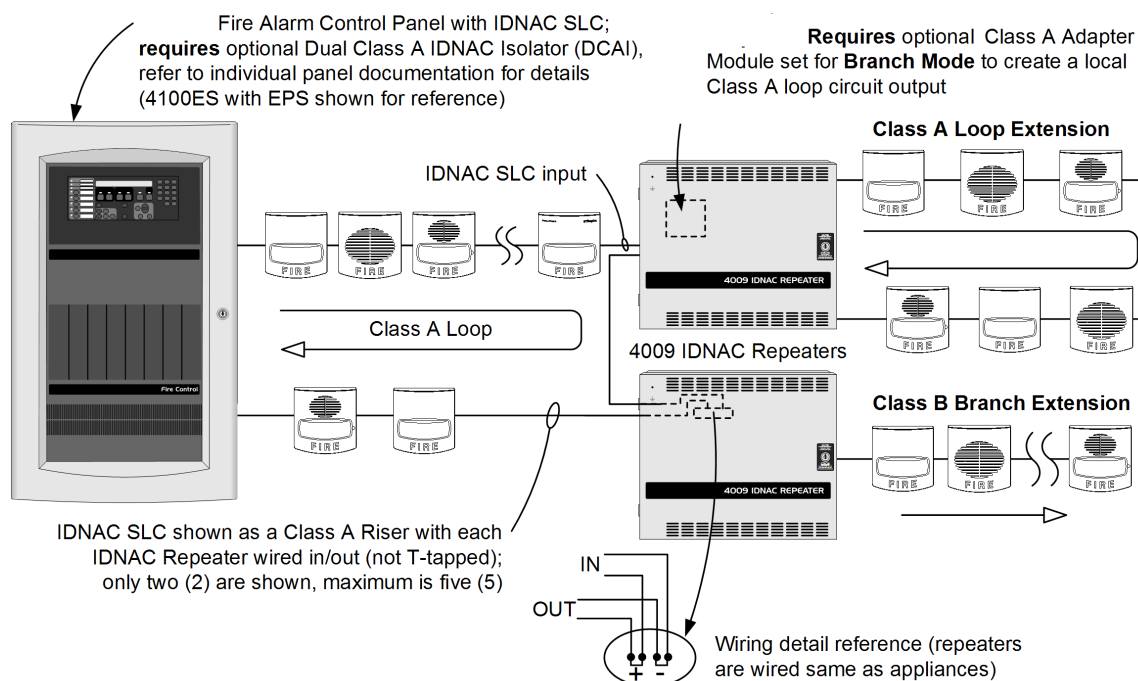 Fire Alarm Control Panel with IDNAC SLC;
requires optional Dual Class A IDNAC Isolator (DCAI),
refer to individual panel documentation for details
(4100ES with EPS shown for reference)
Requires optional Class A Adapter
Module set for Branch Mode to create a local
Class A loop circuit output
Class A Loop Extension
IDNAC SLC input
FIRE
FIRE
FIRE
FIRE
FIRE
FIRE
FIRE
4009 IDNAC REPEATER
Class A Loop
FIRE
FIRE
FIRE
4009 IDNAC Repeaters
Fire Control
FIRE
FIRE
Class B Branch Extension
FIRE
FIRE
FIRE
4009 IDNAC REPEATER
IDNAC SLC shown as a Class A Riser with each
IDNAC Repeater wired in/out (not T-tapped);
only two (2) are shown, maximum is five (5)
IN
OUT
+ -
Wiring detail reference (repeaters
are wired same as appliances)